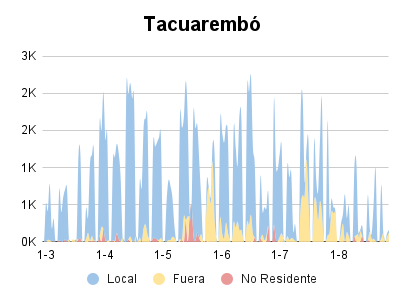 Tacuarembó
3K
2K
2K
1K
1K
0K
1-3 1-4 1-5 1-6 1-7 1-8
Local Fuera No Residente